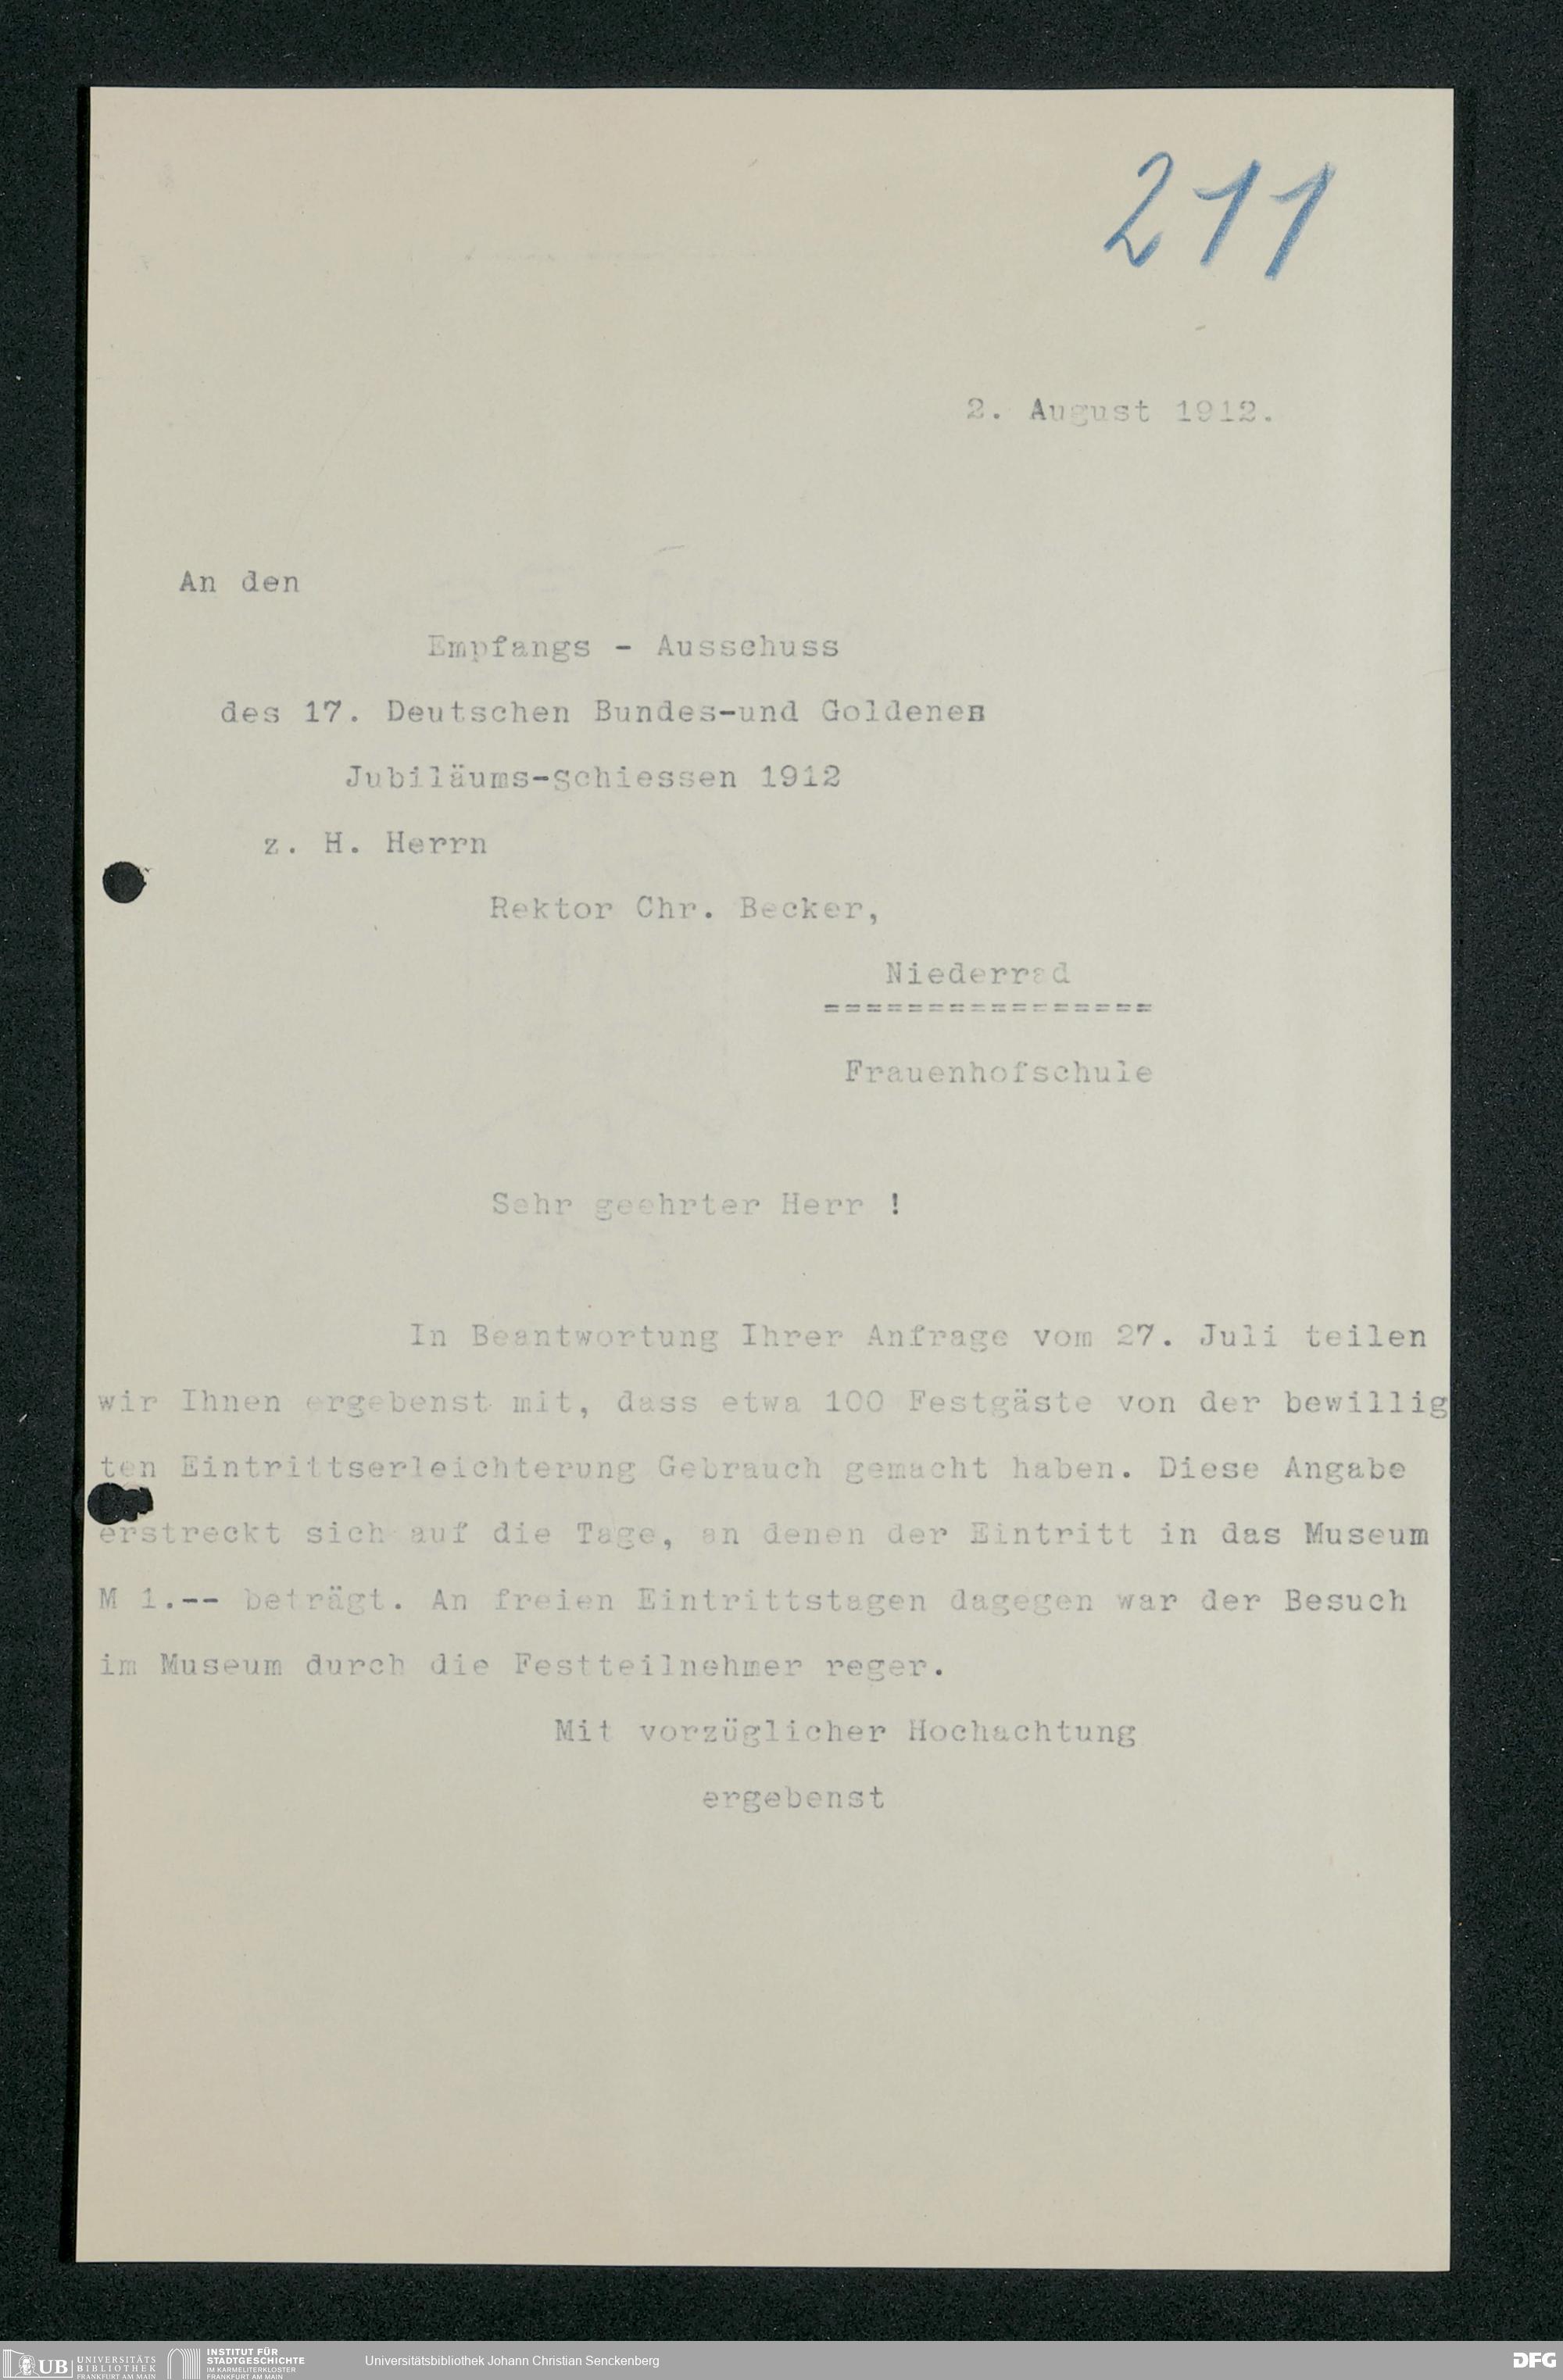 211
2. August 1912.
An den
Empfangs - Ausschuss
des 17. Deutschen Bundes-und Goldenen
Jubiläums-Schiessen 1912
z. H. Herrn
Rektor Chr. Becker,
Niederrad
================
Frauenhofschule
Sehr geehrter Herr !
In Beantwortung Ihrer Anfrage vom 27. Juli teilen
wir Ihnen ergebenst mit, dass etwa 100 Festgäste von der bewillig
ten Eintrittserleichterung Gebrauch gemacht haben. Diese Angabe
erstreckt sich auf die Tage, an denen der Eintritt in das Museum
M 1.-- beträgt. An freien Eintrittstagen dagegen war der Besuch
im Museum durch die Festteilnehmer reger.
Mit vorzüglicher Hochachtung
ergebenst
UB UNIVERSITÄTS
BIBLIOTHEK
FRANKFURT AM MAIN
INSTITUT FÜR
STADTGESCHICHTE
IM KARMELITERKLOSTER
FRANKFURT AM MAIN
Universitätsbibliothek Johann Christian Senckenberg
DFG